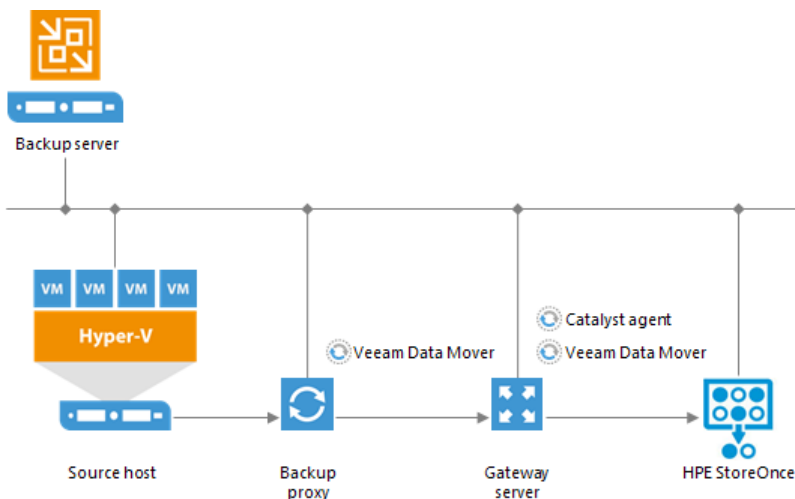 Backup server
VM VM VM VM
Hyper-V
Catalyst agent
Veeam Data Mover
Veeam Data Mover
Source host
Backup
proxy
Gateway
server
HPE StoreOnce